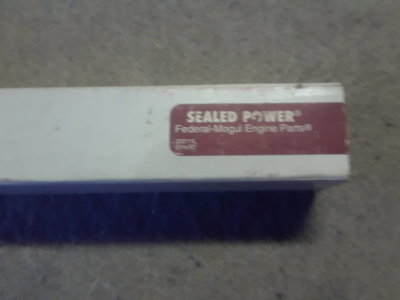 SEALED POWER®
Federal-Mogul Engine Parts®